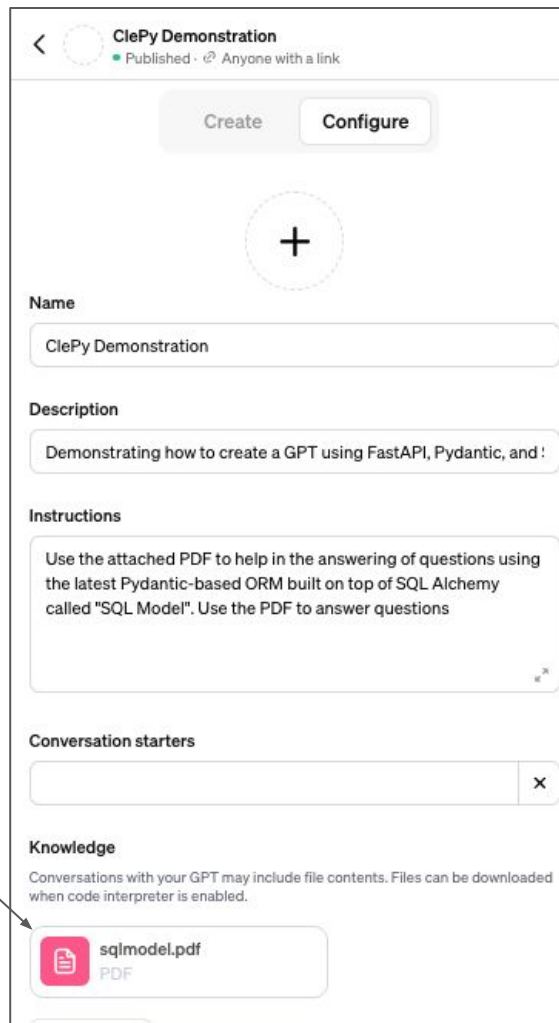 ClePy Demonstration
Published · Anyone with a link
Create Configure
Name
ClePy Demonstration
Description
Demonstrating how to create a GPT using FastAPI, Pydantic, and
Instructions
Use the attached PDF to help in the answering of questions using
the latest Pydantic-based ORM built on top of SQL Alchemy
called "SQL Model". Use the PDF to answer questions
Conversation starters
Knowledge
Conversations with your GPT may include file contents. Files can be downloaded
when code interpreter is enabled.
sqlmodel.pdf
PDF